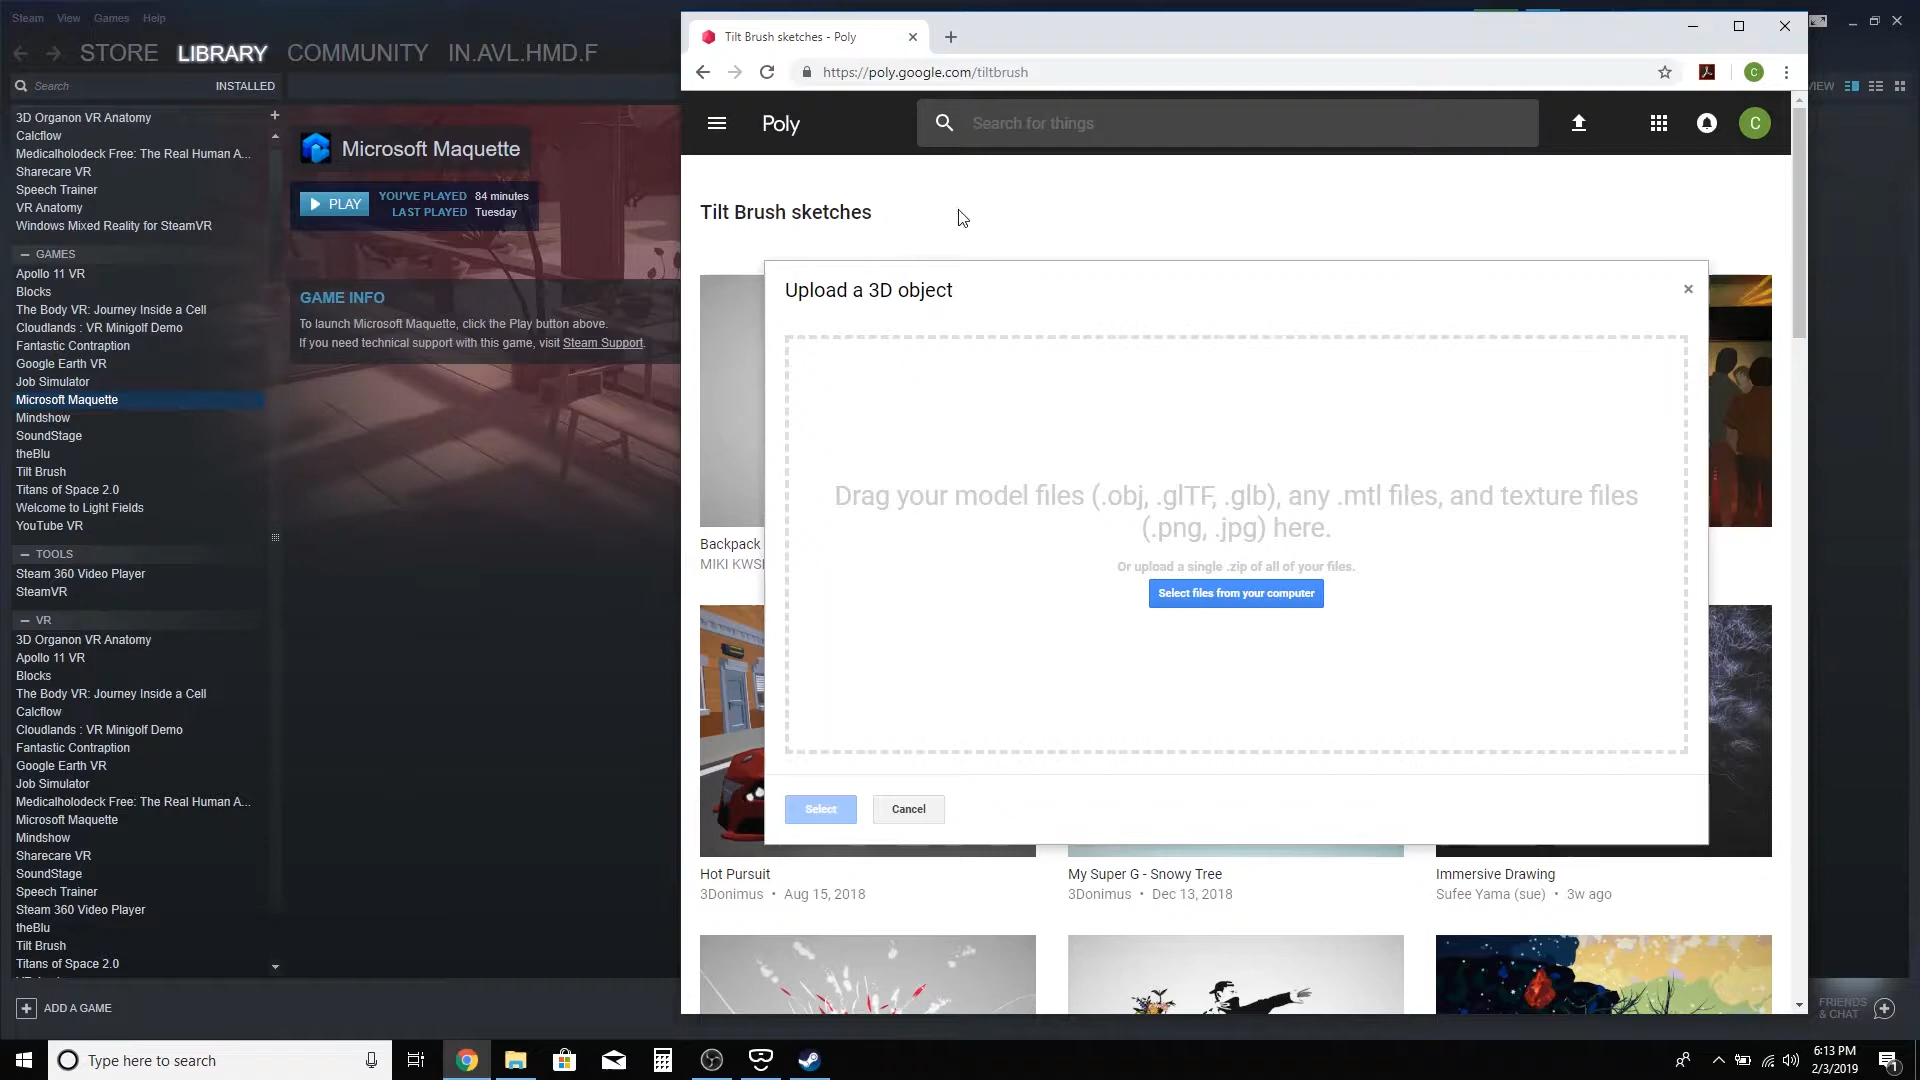 Steam View Games Help
STORE LIBRARY COMMUNITY IN.AVL.HMD.F
Search INSTALLED
3D Organon VR Anatomy
Calcflow
Medicalholodeck Free: The Real Human A...
Sharecare VR
Speech Trainer
VR Anatomy
Windows Mixed Reality for SteamVR
— GAMES
Apollo 11 VR
Blocks
The Body VR: Journey Inside a Cell
Cloudlands : VR Minigolf Demo
Fantastic Contraption
Google Earth VR
Job Simulator
Microsoft Maquette
Mindshow
SoundStage
theBlu
Tilt Brush
Titans of Space 2.0
Welcome to Light Fields
YouTube VR
— TOOLS
Steam 360 Video Player
SteamVR
— VR
3D Organon VR Anatomy
Apollo 11 VR
Blocks
The Body VR: Journey Inside a Cell
Calcflow
Cloudlands : VR Minigolf Demo
Fantastic Contraption
Google Earth VR
Job Simulator
Medicalholodeck Free: The Real Human A...
Microsoft Maquette
Mindshow
Sharecare VR
SoundStage
Speech Trainer
Steam 360 Video Player
theBlu
Tilt Brush
Titans of Space 2.0
ADD A GAME
Microsoft Maquette
PLAY
YOU'VE PLAYED 84 minutes
LAST PLAYED Tuesday
GAME INFO
To launch Microsoft Maquette, click the Play button above.
If you need technical support with this game, visit Steam Support.
VIEW
Tilt Brush sketches - Poly
https://poly.google.com/tiltbrush
C
Poly
Search for things
C
Tilt Brush sketches
Upload a 3D object
Drag your model files (.obj, .glTF, .glb), any .mtl files, and texture files
(.png, .jpg) here.
Or upload a single .zip of all of your files.
Select files from your computer
Select Cancel
Backpack
MIKI KWS
Hot Pursuit
3Donimus • Aug 15, 2018
My Super G - Snowy Tree
3Donimus • Dec 13, 2018
Immersive Drawing
Sufee Yama (sue) • 3w ago
FRIENDS
& CHAT
Type here to search
6:13 PM
2/3/2019
1